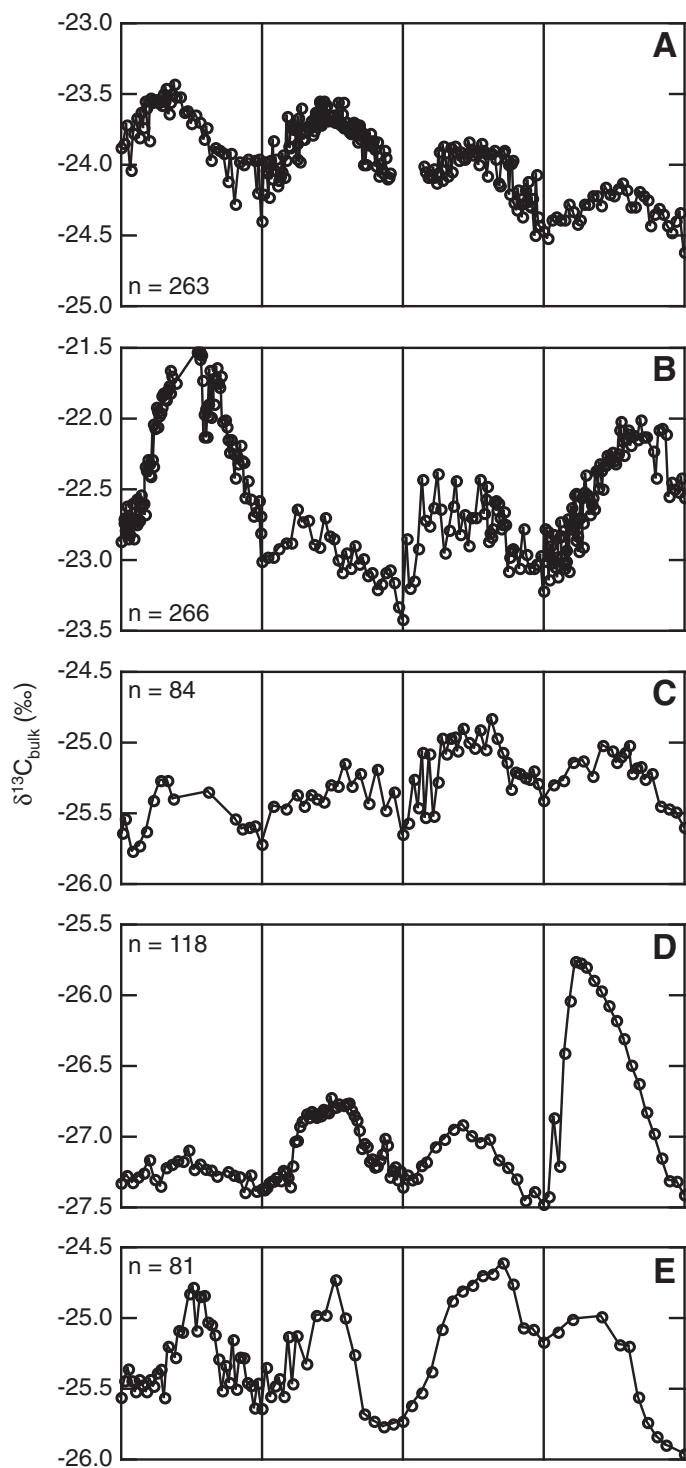 -23.0
A
-23.5
-24.0
-24.5
n = 263
-25.0
-21.5
B
-22.0
-22.5
-23.0
n = 266
-23.5
δ¹³C_bulk (‰)
-24.5
n = 84
C
-25.0
-25.5
-26.0
-25.5
n = 118
D
-26.0
-26.5
-27.0
-27.5
-24.5
n = 81
E
-25.0
-25.5
-26.0